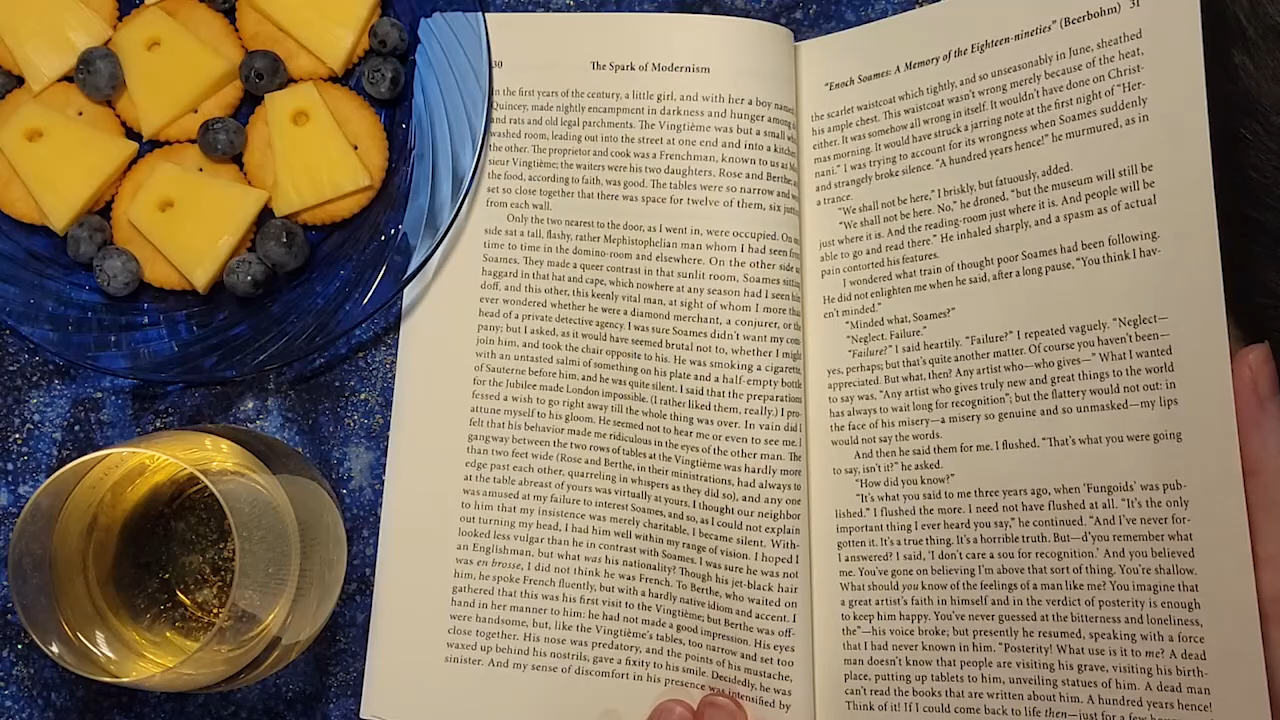 30
The Spark of Modernism
In the first years of the century, a little girl, and with her a boy named
Quincey, made nightly encampment in darkness and hunger among
and rats and old legal parchments. The Vingtième was but a small
washed room, leading out into the street at one end and into a kitchen
the other. The proprietor and cook was a Frenchman, known to us as
sieur Vingtième; the waiters were his two daughters, Rose and Berthe;
the food, according to faith, was good. The tables were so narrow and
set so close together that there was space for twelve of them, six
from each wall.
Only the two nearest to the door, as I went in, were occupied. On
side sat a tall, flashy, rather Mephistophelian man whom I had seen from
time to time in the domino-room and elsewhere. On the other side
Soames. They made a queer contrast in that sunlit room, Soames sitting
haggard in that hat and cape, which nowhere at any season had I seen him
doff, and this other, this keenly vital man, at sight of whom I more
ever wondered whether he were a diamond merchant, a conjurer, or the
head of a private detective agency. I was sure Soames didn't want my com-
pany; but I asked, as it would have seemed brutal not to, whether I might
join him, and took the chair opposite to his. He was smoking a cigarette,
with an untasted salmi of something on his plate and a half-empty bottle
of Sauterne before him, and he was quite silent. I said that the preparations
for the Jubilee made London impossible. (I rather liked them, really.) I pro-
fessed a wish to go right away till the whole thing was over. In vain did I
attune myself to his gloom. He seemed not to hear me or even to see me. I
felt that his behavior made me ridiculous in the eyes of the other man. The
gangway between the two rows of tables at the Vingtième was hardly more
than two feet wide (Rose and Berthe, in their ministrations, had always to
edge past each other, quarreling in whispers as they did so), and any one
at the table abreast of yours was virtually at yours. I thought our neighbor
was amused at my failure to interest Soames, and so, as I could not explain
to him that my insistence was merely charitable, I became silent. With-
out turning my head, I had him well within my range of vision. I hoped I
looked less vulgar than he in contrast with Soames. I was sure he was not
an Englishman, but what was his nationality? Though his jet-black hair
was en brosse, I did not think he was French. To Berthe, who waited on
him, he spoke French fluently, but with a hardly native idiom and accent. I
gathered that this was his first visit to the Vingtième; but Berthe was off-
hand in her manner to him: he had not made a good impression. His eyes
were handsome, but, like the Vingtième's tables, too narrow and set too
close together. His nose was predatory, and the points of his mustache,
waxed up behind his nostrils, gave a fixity to his smile. Decidedly, he was
sinister. And my sense of discomfort in his presence was intensified by
"Enoch Soames: A Memory of the Eighteen-nineties" (Beerbohm) 31
the scarlet waistcoat which tightly, and so unseasonably in June, sheathed
his ample chest. This waistcoat wasn't wrong merely because of the heat,
either. It was somehow all wrong in itself. It wouldn't have done on Christ-
mas morning. It would have struck a jarring note at the first night of "Her-
nani." I was trying to account for its wrongness when Soames suddenly
and strangely broke silence. "A hundred years hence!" he murmured, as in
a trance.
"We shall not be here," I briskly, but fatuously, added.
"We shall not be here. No," he droned, "but the museum will still be
just where it is. And the reading-room just where it is. And people will be
able to go and read there." He inhaled sharply, and a spasm as of actual
pain contorted his features.
I wondered what train of thought poor Soames had been following.
He did not enlighten me when he said, after a long pause, "You think I hav-
en't minded."
"Minded what, Soames?"
"Neglect. Failure."
"Failure?" I said heartily. "Failure?" I repeated vaguely. "Neglect—
yes, perhaps; but that's quite another matter. Of course you haven't been—
appreciated. But what, then? Any artist who—who gives—" What I wanted
to say was, "Any artist who gives truly new and great things to the world
has always to wait long for recognition"; but the flattery would not out: in
the face of his misery—a misery so genuine and so unmasked—my lips
would not say the words.
And then he said them for me. I flushed. "That's what you were going
to say, isn't it?" he asked.
"How did you know?"
"It's what you said to me three years ago, when 'Fungoids' was pub-
lished." I flushed the more. I need not have flushed at all. "It's the only
important thing I ever heard you say," he continued. "And I've never for-
gotten it. It's a true thing. It's a horrible truth. But—d'you remember what
I answered? I said, 'I don't care a sou for recognition.' And you believed
me. You've gone on believing I'm above that sort of thing. You're shallow.
What should you know of the feelings of a man like me? You imagine that
a great artist's faith in himself and in the verdict of posterity is enough
to keep him happy. You've never guessed at the bitterness and loneliness,
the"—his voice broke; but presently he resumed, speaking with a force
that I had never known in him. "Posterity! What use is it to me? A dead
man doesn't know that people are visiting his grave, visiting his birth-
place, putting up tablets to him, unveiling statues of him. A dead man
can't read the books that are written about him. A hundred years hence!
Think of it! If I could come back to life then—just for a few